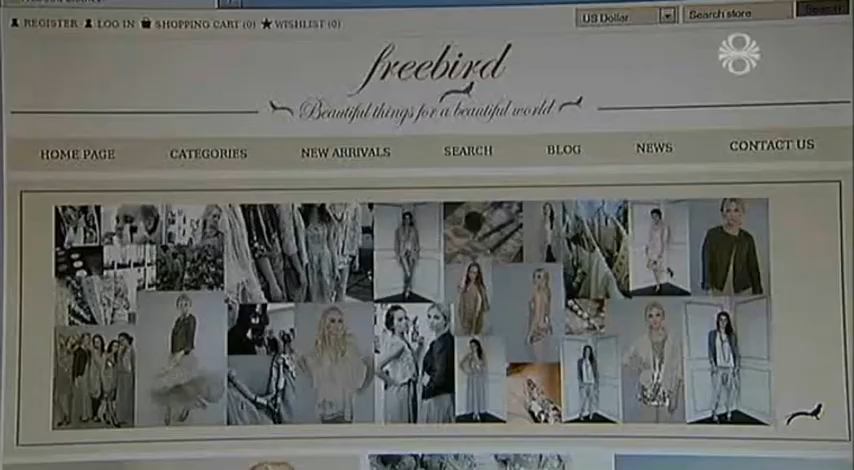 REGISTER LOG IN SHOPPING CART (0) WISHLIST (0) US Dollar Search store Search
freebird
Beautiful things for a beautiful world
HOME PAGE CATEGORIES NEW ARRIVALS SEARCH BLOG NEWS CONTACT US